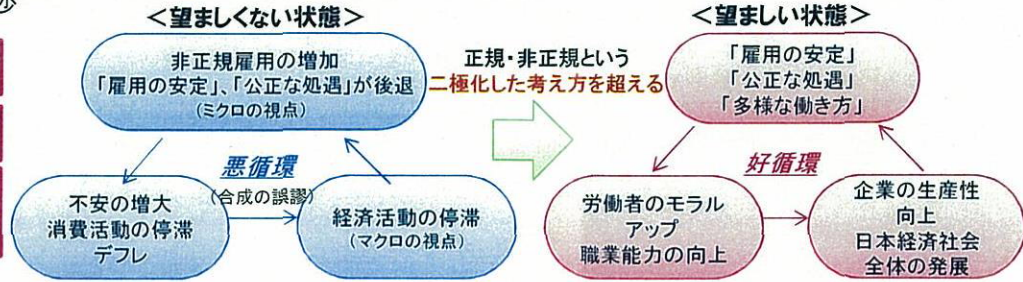 少
＜望ましくない状態＞
非正規雇用の増加
「雇用の安定」、「公正な処遇」が後退
（ミクロの視点）
悪循環
（合成の誤謬）
不安の増大
消費活動の停滞
デフレ
経済活動の停滞
（マクロの視点）
正規・非正規という
二極化した考え方を超える
＜望ましい状態＞
「雇用の安定」
「公正な処遇」
「多様な働き方」
好循環
労働者のモラル
アップ
職業能力の向上
企業の生産性
向上
日本経済社会
全体の発展